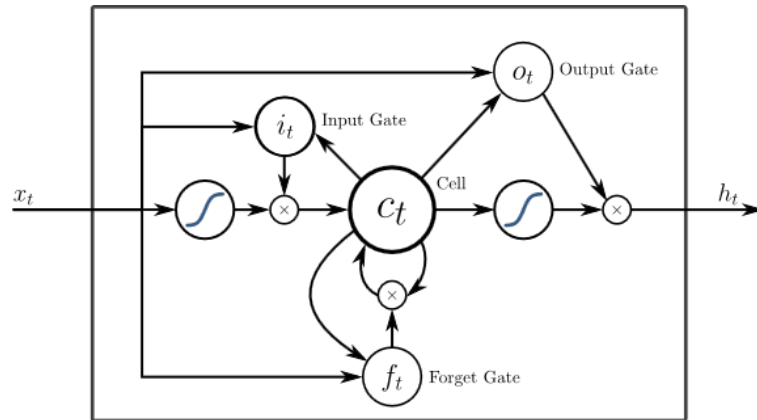 o_t Output Gate
i_t Input Gate
x_t
Cell
h_t
×
c_t
×
×
f_t Forget Gate